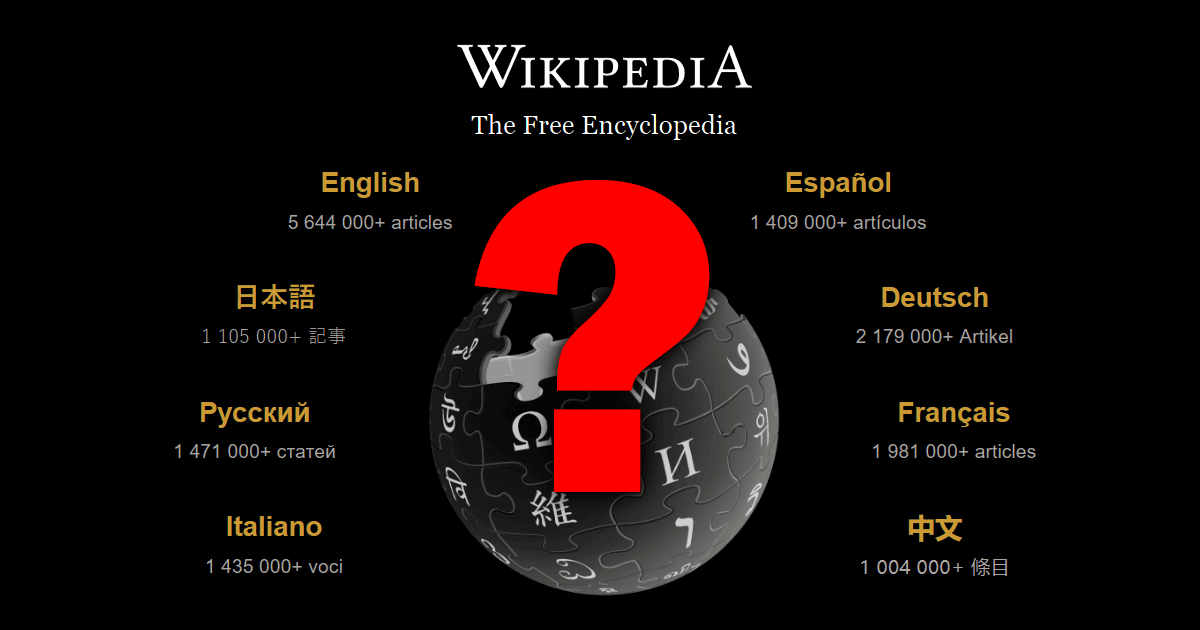 WIKIPEDIA
The Free Encyclopedia
English
5 644 000+ articles
Español
1 409 000+ artículos
日本語
1 105 000+ 記事
Deutsch
2 179 000+ Artikel
Русский
1 471 000+ статей
Français
1 981 000+ articles
Italiano
1 435 000+ voci
中文
1 004 000+ 條目
?
W
Ω
И
위
維
ר